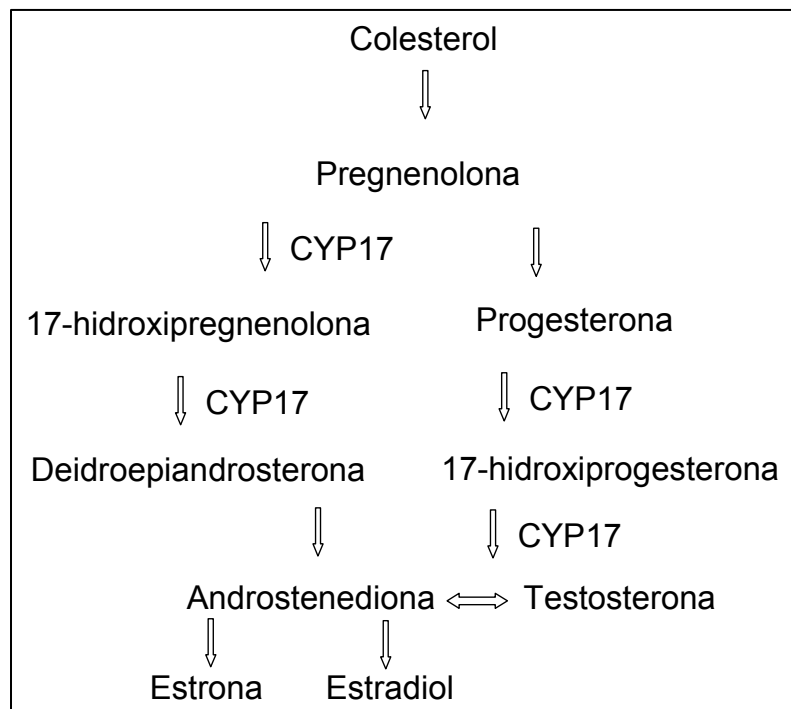 Colesterol
Pregnenolona
CYP17
17-hidroxipregnenolona Progesterona
CYP17 CYP17
Deidroepiandrosterona 17-hidroxiprogesterona
CYP17
Androstenediona Testosterona
Estrona Estradiol